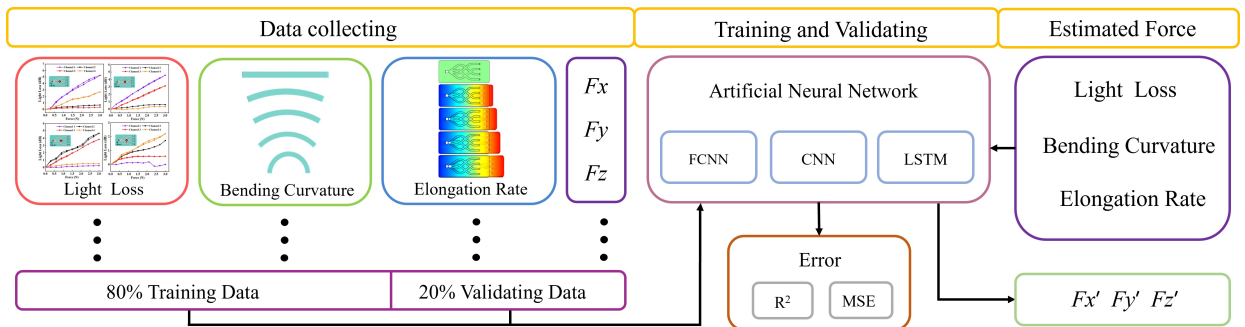 Data collecting
Training and Validating
Estimated Force
Light Loss
Bending Curvature
Elongation Rate
Fx
Fy
Fz
80% Training Data
20% Validating Data
Artificial Neural Network
FCNN
CNN
LSTM
Error
R²
MSE
Light Loss
Bending Curvature
Elongation Rate
Fx′ Fy′ Fz′